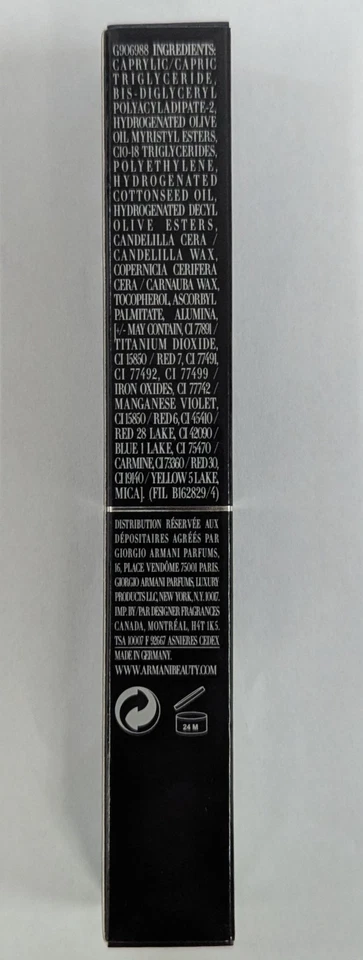 G906988 INGREDIENTS:
CAPRYLIC/CAPRIC
TRIGLYCERIDE,
BIS-DIGLYCERYL
POLYACYLADIPATE-2,
HYDROGENATED OLIVE
OIL MYRISTYL ESTERS,
C10-18 TRIGLYCERIDES,
POLYETHYLENE,
HYDROGENATED
COTTONSEED OIL,
HYDROGENATED DECYL
OLIVE ESTERS,
CANDELILLA CERA /
CANDELILLA WAX,
COPERNICIA CERIFERA
CERA / CARNAUBA WAX,
TOCOPHEROL, ASCORBYL
PALMITATE, ALUMINA,
[+/- MAY CONTAIN, CI 77891 /
TITANIUM DIOXIDE,
CI 15850 / RED 7, CI 77491,
CI 77492, CI 77499 /
IRON OXIDES, CI 77742 /
MANGANESE VIOLET,
CI 15850 / RED 6, CI 45410 /
RED 28 LAKE, CI 42090 /
BLUE 1 LAKE, CI 75470 /
CARMINE, CI 73360 / RED 30,
CI 19140 / YELLOW 5 LAKE,
MICA]. (FIL B162829/4)
DISTRIBUTION RÉSERVÉE AUX
DÉPOSITAIRES AGRÉÉS PAR
GIORGIO ARMANI PARFUMS,
16, PLACE VENDÔME 75001 PARIS.
GIORGIO ARMANI PARFUMS, LUXURY
PRODUCTS LLC, NEW YORK, N.Y. 10017.
IMP. BY/PAR DESIGNER FRAGRANCES
CANADA, MONTRÉAL, H4T 1K5.
TSA 10007 F 92667 ASNIERES CEDEX
MADE IN GERMANY.
WWW.ARMANIBEAUTY.COM
24 M